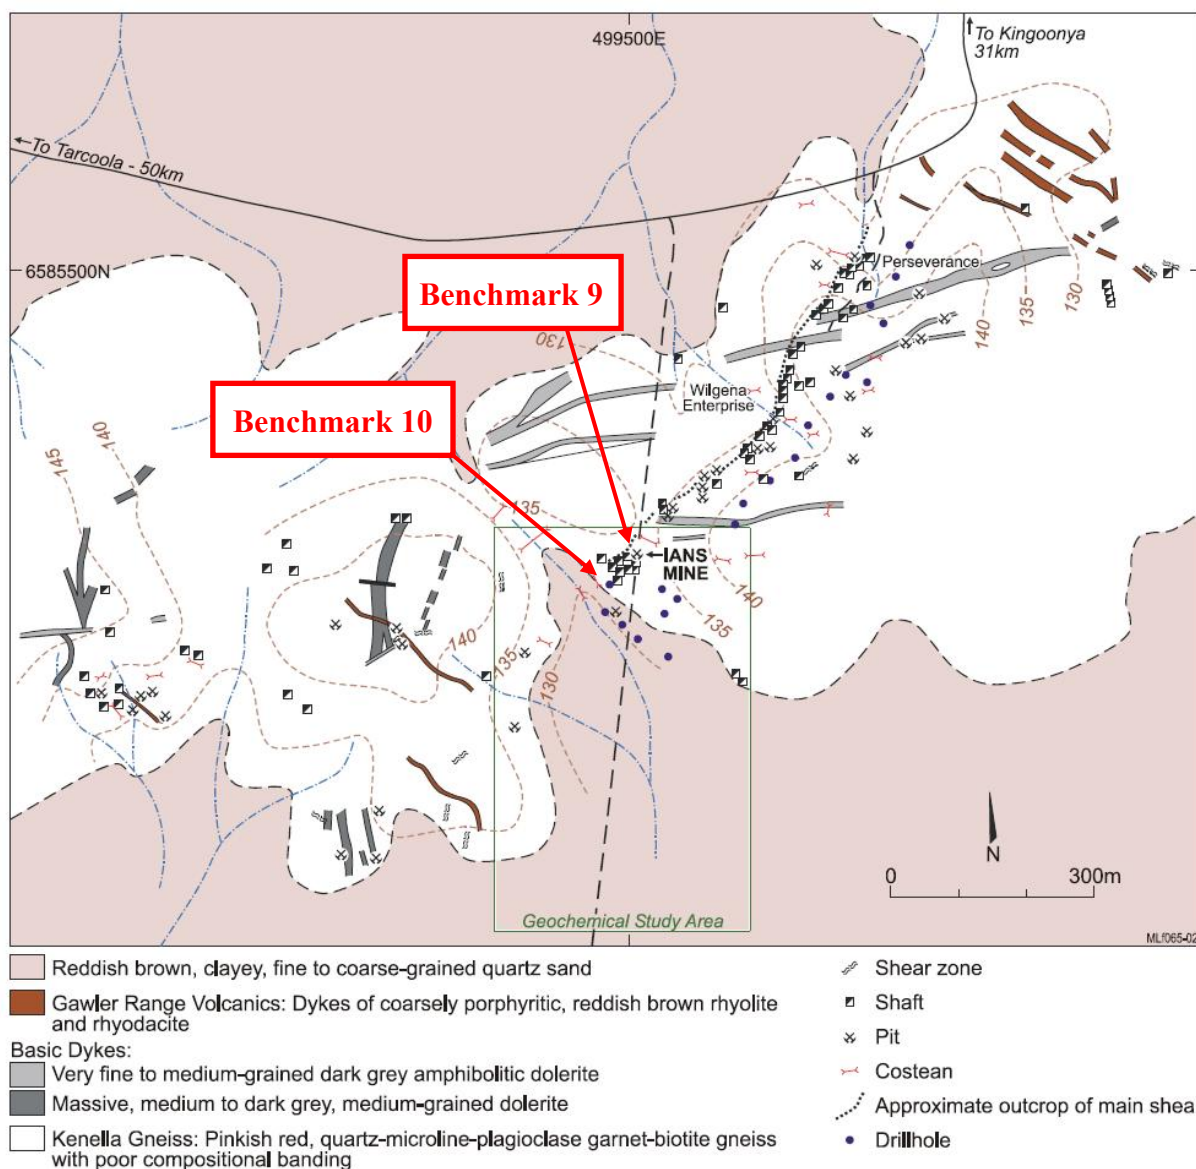 499500E
To Kingoonya
31km
To Tarcoola - 50km
6585500N
Perseverance
Benchmark 9
130
135
140
130
Wilgena
Enterprise
Benchmark 10
145
140
135
IANS
MINE
140
135
140
135
130
0 300m
N
Geochemical Study Area
MLf065-02
Reddish brown, clayey, fine to coarse-grained quartz sand
Gawler Range Volcanics: Dykes of coarsely porphyritic, reddish brown rhyolite
and rhyodacite
Basic Dykes:
Very fine to medium-grained dark grey amphibolitic dolerite
Massive, medium to dark grey, medium-grained dolerite
Kenella Gneiss: Pinkish red, quartz-microline-plagioclase garnet-biotite gneiss
with poor compositional banding
Shear zone
Shaft
Pit
Costean
Approximate outcrop of main shea
Drillhole